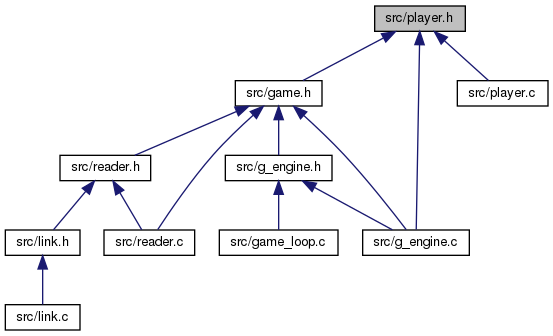 src/player.h
src/game.h
src/player.c
src/reader.h
src/g_engine.h
src/link.h
src/reader.c
src/game_loop.c
src/g_engine.c
src/link.c